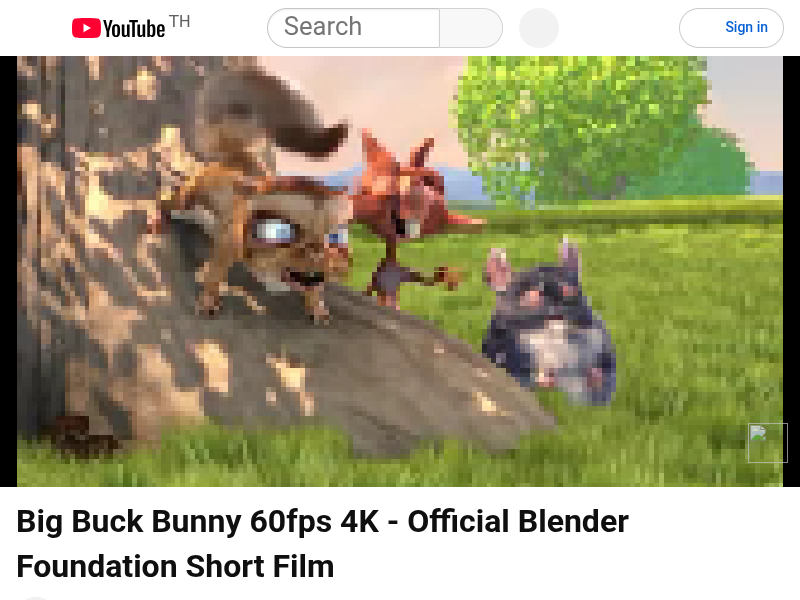 YouTube TH
Search
Sign in
Big Buck Bunny 60fps 4K - Official Blender
Foundation Short Film